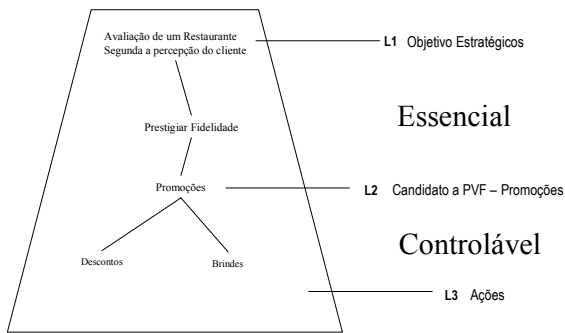 Avaliação de um Restaurante
Segunda a percepção do cliente
L1 Objetivo Estratégicos
Essencial
Prestigiar Fidelidade
Promoções
L2 Candidato a PVF – Promoções
Controlável
Descontos
Brindes
L3 Ações